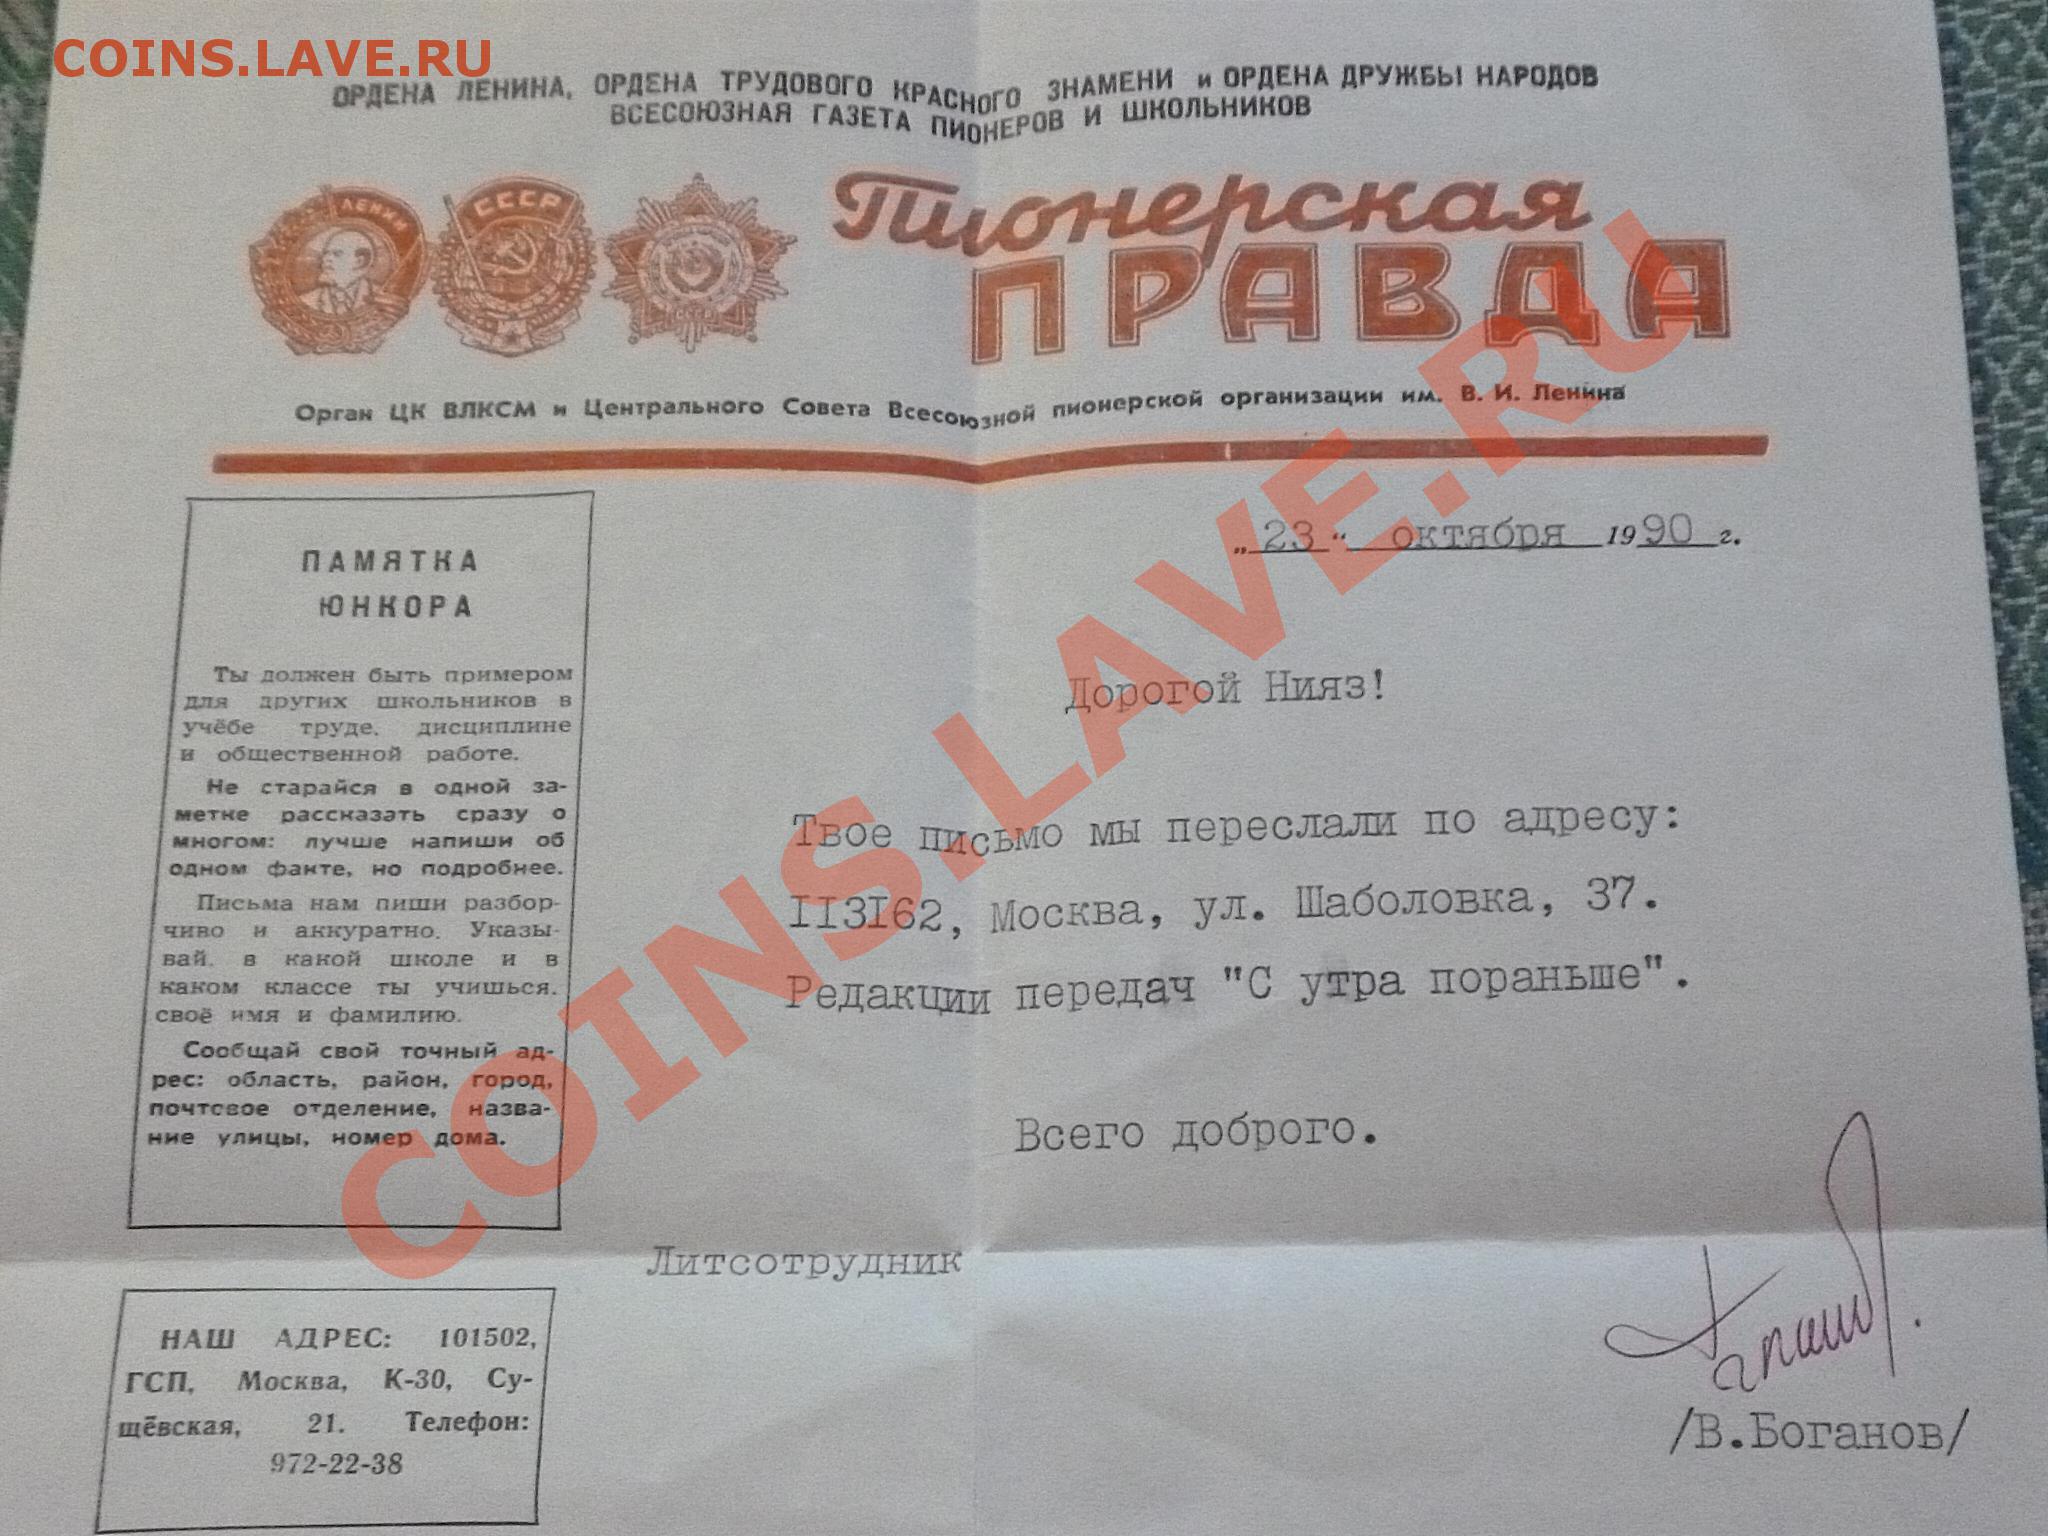 COINS.LAVE.RU
ОРДЕНА ЛЕНИНА, ОРДЕНА ТРУДОВОГО КРАСНОГО ЗНАМЕНИ и ОРДЕНА ДРУЖБЫ НАРОДОВ
ВСЕСОЮЗНАЯ ГАЗЕТА ПИОНЕРОВ И ШКОЛЬНИКОВ
ЛЕНИН
СССР
СССР
Пионерская
ПРАВДА
Орган ЦК ВЛКСМ и Центрального Совета Всесоюзной пионерской организации им. В. И. Ленина
„ 23 “ октября 1990 г.
ПАМЯТКА
ЮНКОРА
Ты должен быть примером
для других школьников в
учёбе труде, дисциплине
и общественной работе.
Не старайся в одной за-
метке рассказать сразу о
многом: лучше напиши об
одном факте, но подробнее.
Письма нам пиши разбор-
чиво и аккуратно. Указы-
вай, в какой школе и в
каком классе ты учишься,
своё имя и фамилию.
Сообщай свой точный ад-
рес: область, район, город,
почтовое отделение, назва-
ние улицы, номер дома.
Дорогой Нияз!
Твое письмо мы переслали по адресу:
II3I62, Москва, ул. Шаболовка, 37.
Редакции передач "С утра пораньше".
Всего доброго.
Литсотрудник
/В.Боганов/
НАШ АДРЕС: 101502,
ГСП, Москва, К-30, Су-
щёвская, 21. Телефон:
972-22-38
COINS.LAVE.RU